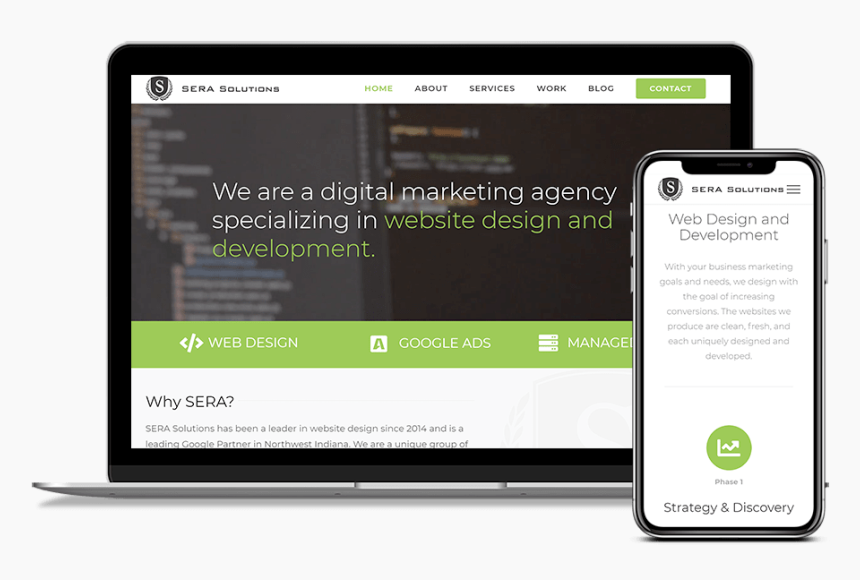 S SERA SOLUTIONS HOME ABOUT SERVICES WORK BLOG CONTACT
We are a digital marketing agency
specializing in website design and
development.
</> WEB DESIGN A GOOGLE ADS MANAGE
Why SERA?
SERA Solutions has been a leader in website design since 2014 and is a
leading Google Partner in Northwest Indiana. We are a unique group of
S SERA SOLUTIONS
Web Design and
Development
With your business marketing
goals and needs, we design with
the goal of increasing
conversions. The websites we
produce are clean, fresh, and
each uniquely designed and
developed.
Phase 1
Strategy & Discovery